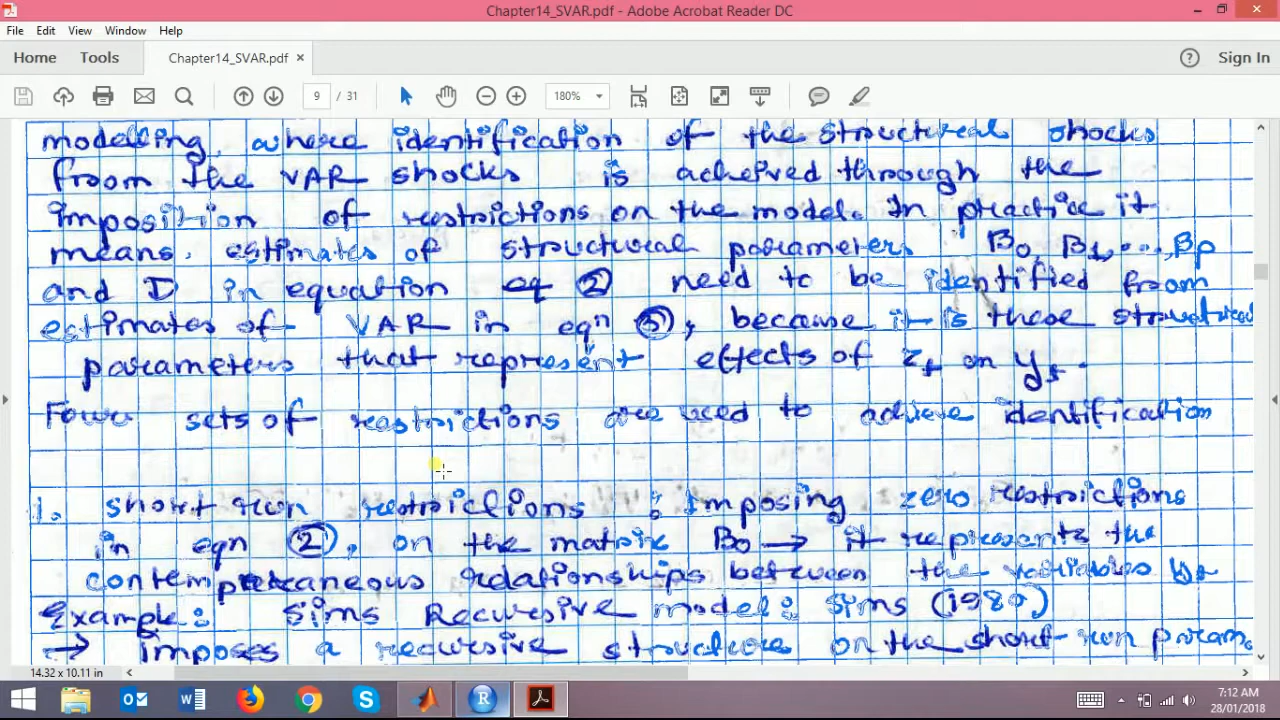 Chapter14_SVAR.pdf - Adobe Acrobat Reader DC
File Edit View Window Help
Home Tools Chapter14_SVAR.pdf × Sign In
9 / 31 180%
modelling, where identification of the structural shocks
from the VAR shocks is acheived through the
imposition of restrictions on the model. In practice it
means, estimates of structural parameters B0, B1, ..., Bp
and D in equation eq ② need to be identified from
estimates of VAR in eqn ⑤, because it is these structural
parameters that represent effects of zt on yt.
Four sets of restrictions are used to achieve identification
1. short run restrictions : Imposing zero restrictions
in eqn ②, on the matrix B0 → it represents the
contemporaneous relationships between the variables yt
Example: Sims Recursive model: Sims (1980)
→ imposes a recursive structure on the short-run param
14.32 x 10.11 in
7:12 AM
28/01/2018